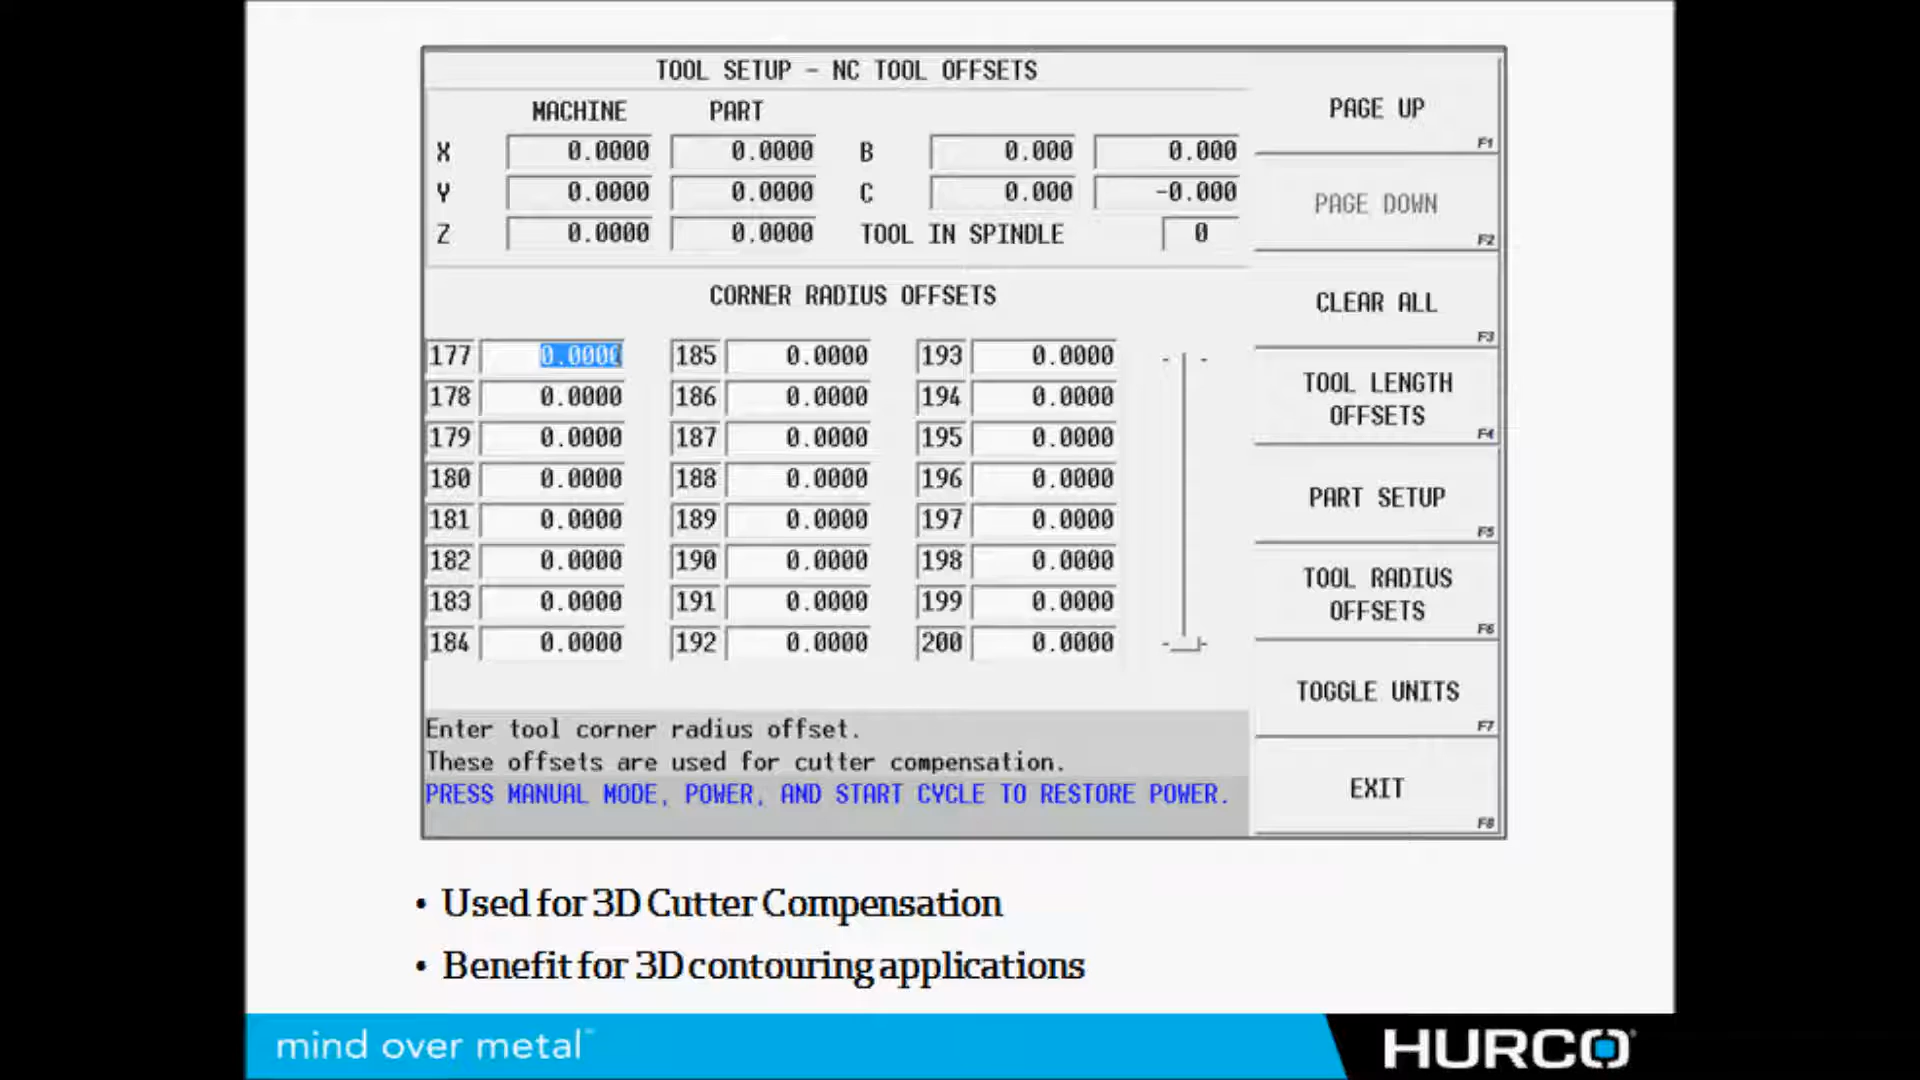 TOOL SETUP - NC TOOL OFFSETS
MACHINE PART
X 0.0000 0.0000 B 0.000 0.000
Y 0.0000 0.0000 C 0.000 -0.000
Z 0.0000 0.0000 TOOL IN SPINDLE 0
CORNER RADIUS OFFSETS
177 0.0000 185 0.0000 193 0.0000
178 0.0000 186 0.0000 194 0.0000
179 0.0000 187 0.0000 195 0.0000
180 0.0000 188 0.0000 196 0.0000
181 0.0000 189 0.0000 197 0.0000
182 0.0000 190 0.0000 198 0.0000
183 0.0000 191 0.0000 199 0.0000
184 0.0000 192 0.0000 200 0.0000
Enter tool corner radius offset.
These offsets are used for cutter compensation.
PRESS MANUAL MODE, POWER, AND START CYCLE TO RESTORE POWER.
PAGE UP
F1
PAGE DOWN
F2
CLEAR ALL
F3
TOOL LENGTH
OFFSETS
F4
PART SETUP
F5
TOOL RADIUS
OFFSETS
F6
TOGGLE UNITS
F7
EXIT
F8
• Used for 3D Cutter Compensation
• Benefit for 3D contouring applications
mind over metal™
HURCO®